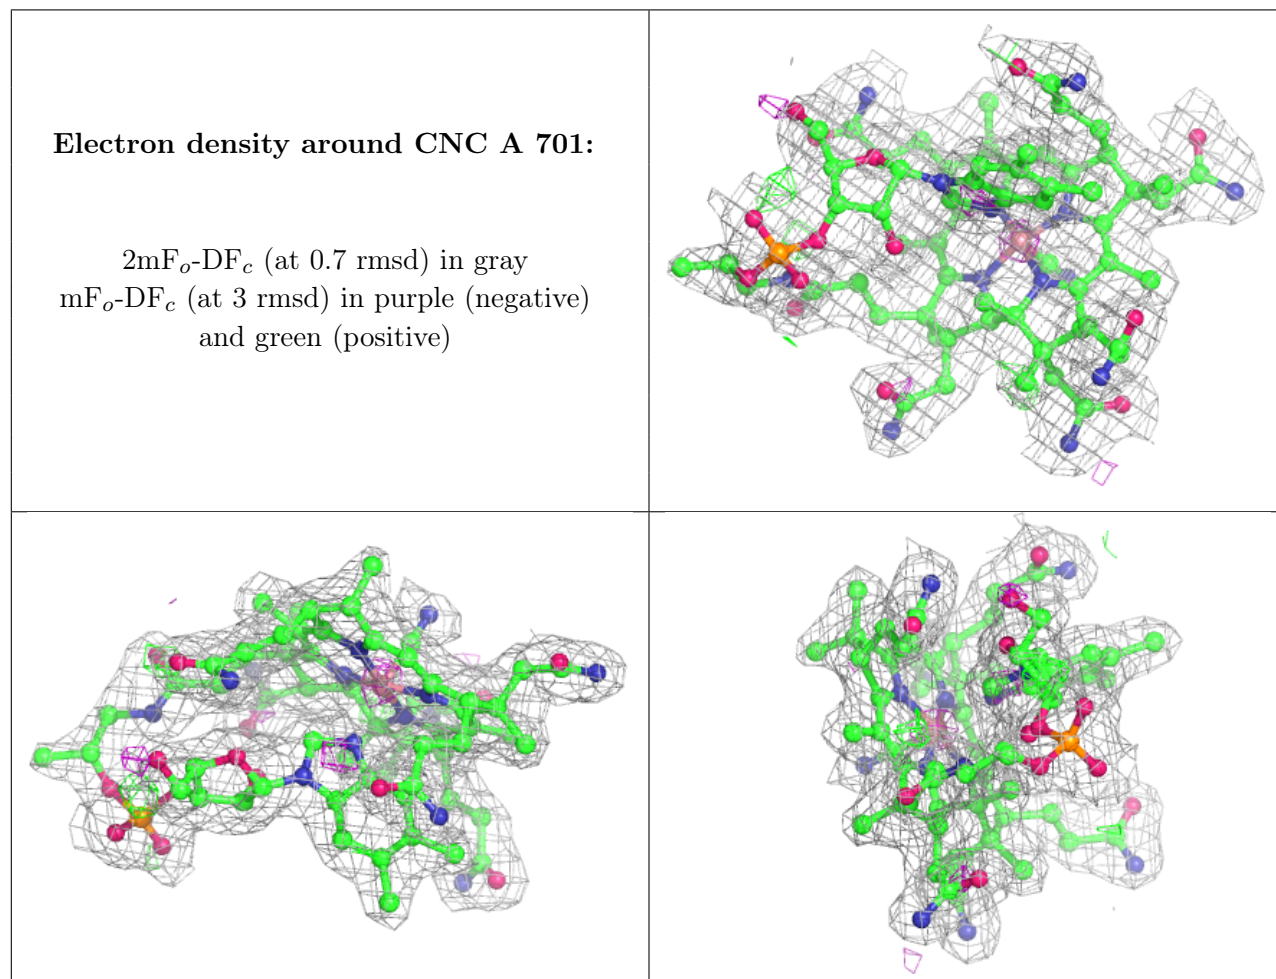 Electron density around CNC A 701:
2mFₒ-DF𝒸 (at 0.7 rmsd) in gray
mFₒ-DF𝒸 (at 3 rmsd) in purple (negative)
and green (positive)